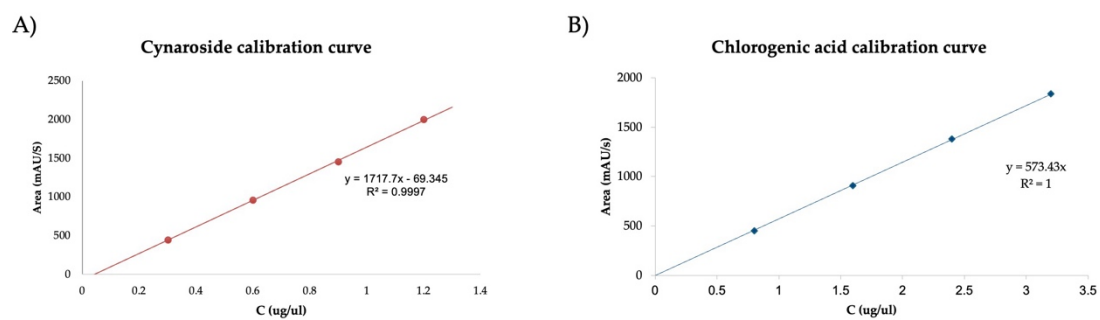 A)
Cynaroside calibration curve
Area (mAU/S)
2500
2000
1500
1000
500
0
y = 1717.7x - 69.345
R² = 0.9997
0 0.2 0.4 0.6 0.8 1 1.2 1.4
C (ug/ul)
B)
Chlorogenic acid calibration curve
Area (mAU/s)
2000
1500
1000
500
0
y = 573.43x
R² = 1
0 0.5 1 1.5 2 2.5 3 3.5
C (ug/ul)